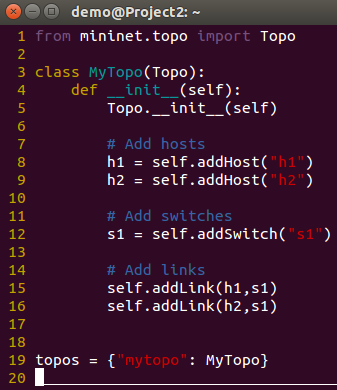 demo@Project2: ~
1 from mininet.topo import Topo
2
3 class MyTopo(Topo):
4     def __init__(self):
5         Topo.__init__(self)
6
7         # Add hosts
8         h1 = self.addHost("h1")
9         h2 = self.addHost("h2")
10
11         # Add switches
12         s1 = self.addSwitch("s1")
13
14         # Add links
15         self.addLink(h1,s1)
16         self.addLink(h2,s1)
17
18
19 topos = {"mytopo": MyTopo}
20